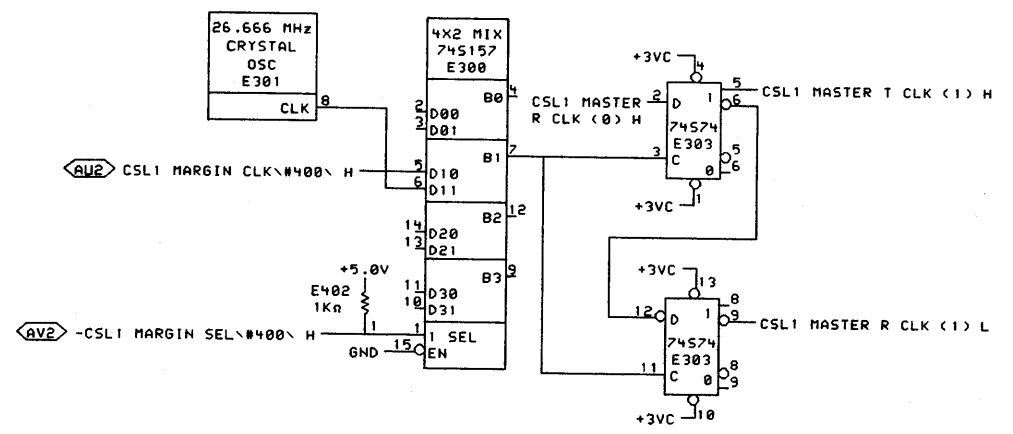 26.666 MHz
CRYSTAL
OSC
E301
CLK
8
4X2 MIX
74S157
E300
B0
4
2
D00
3
D01
B1
7
5
D10
6
D11
B2
12
14
D20
13
D21
B3
9
11
D30
10
D31
1
1 SEL
15
EN
GND
AU2
CSL1 MARGIN CLK\#400\ H
+5.0V
E402
1KΩ
1
AV2
-CSL1 MARGIN SEL\#400\ H
+3VC
4
CSL1 MASTER
R CLK (0) H
2
D
1
5
CSL1 MASTER T CLK (1) H
6
74S74
E303
3
C
0
5
6
+3VC
1
+3VC
13
12
D
1
8
9
CSL1 MASTER R CLK (1) L
74S74
E303
11
C
0
8
9
+3VC
10